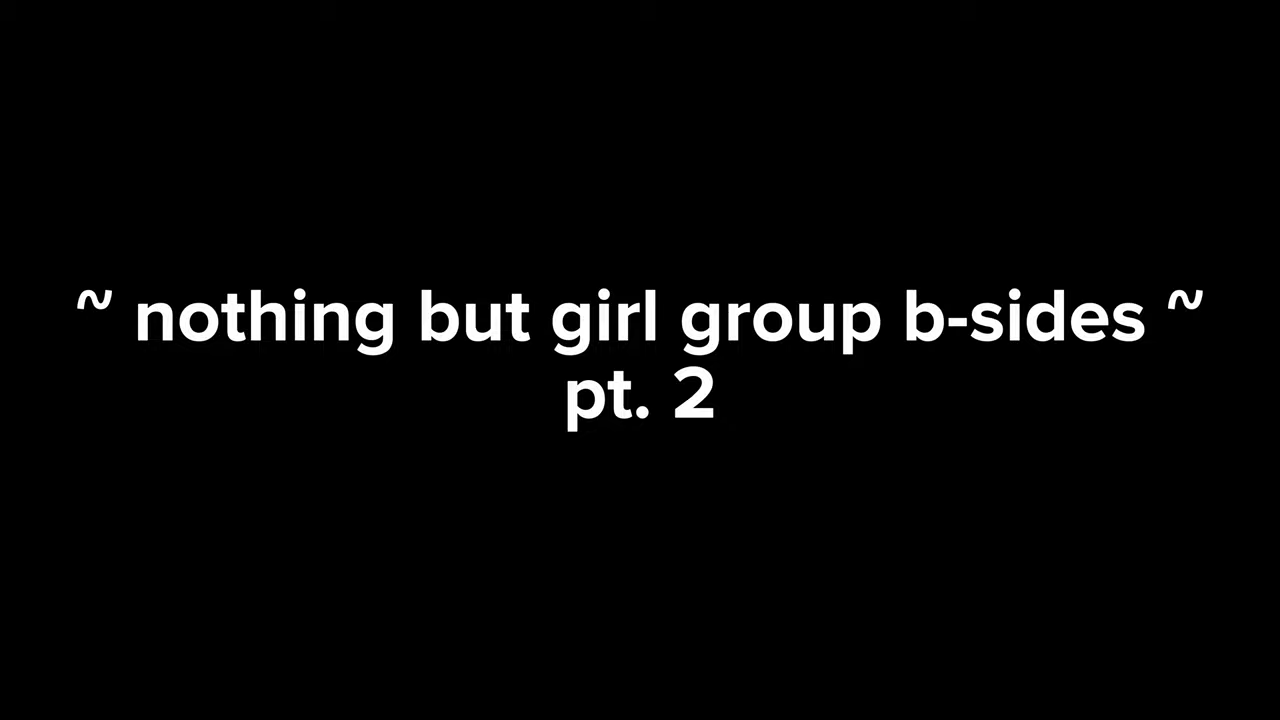 ~ nothing but girl group b-sides ~
pt. 2